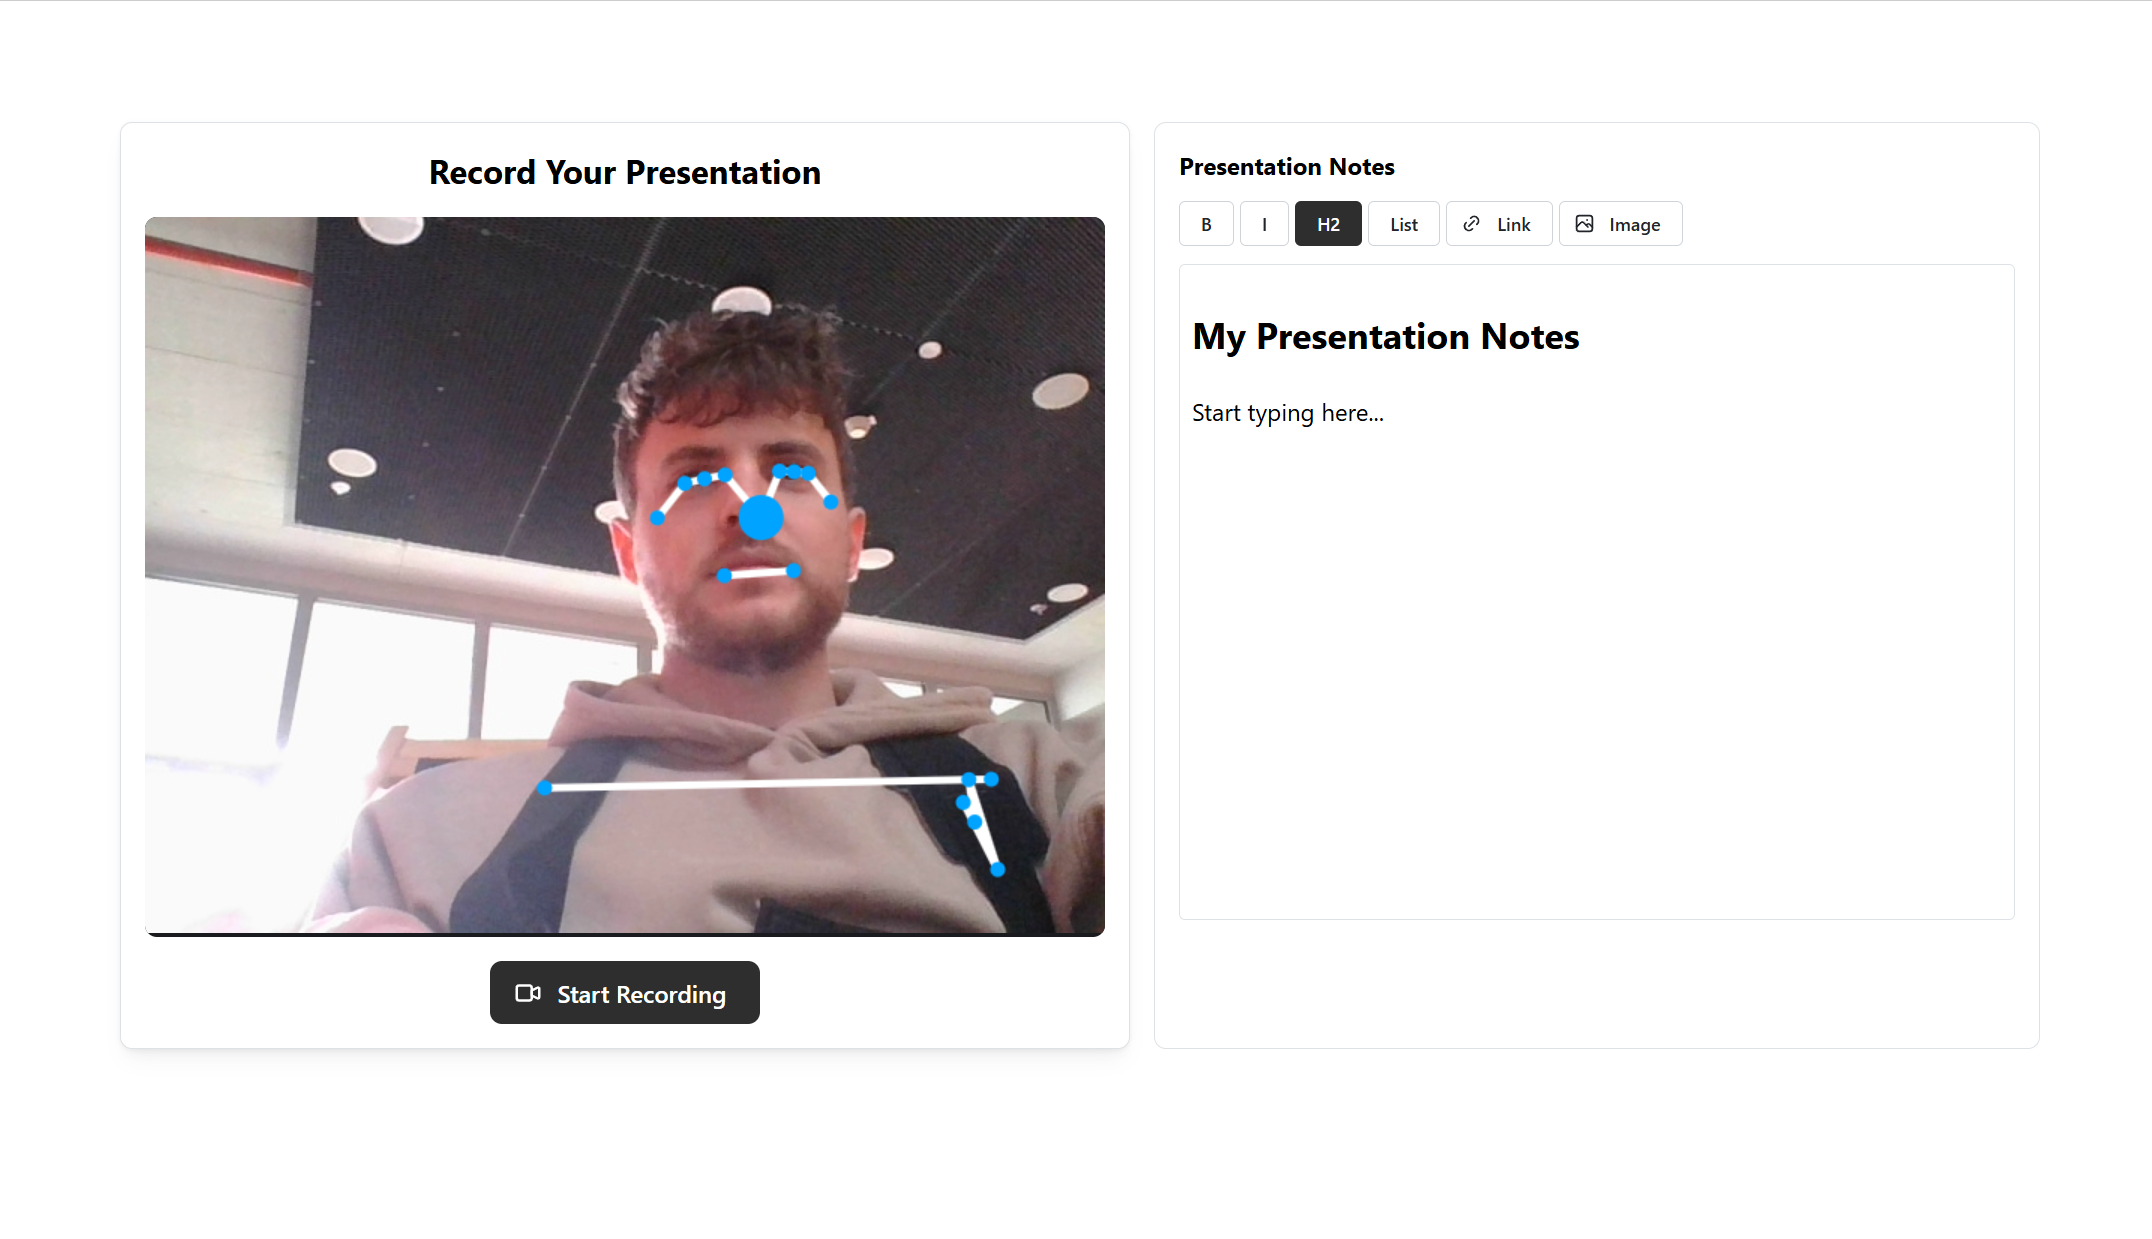 Record Your Presentation
Start Recording
Presentation Notes
B I H2 List Link Image
My Presentation Notes
Start typing here...